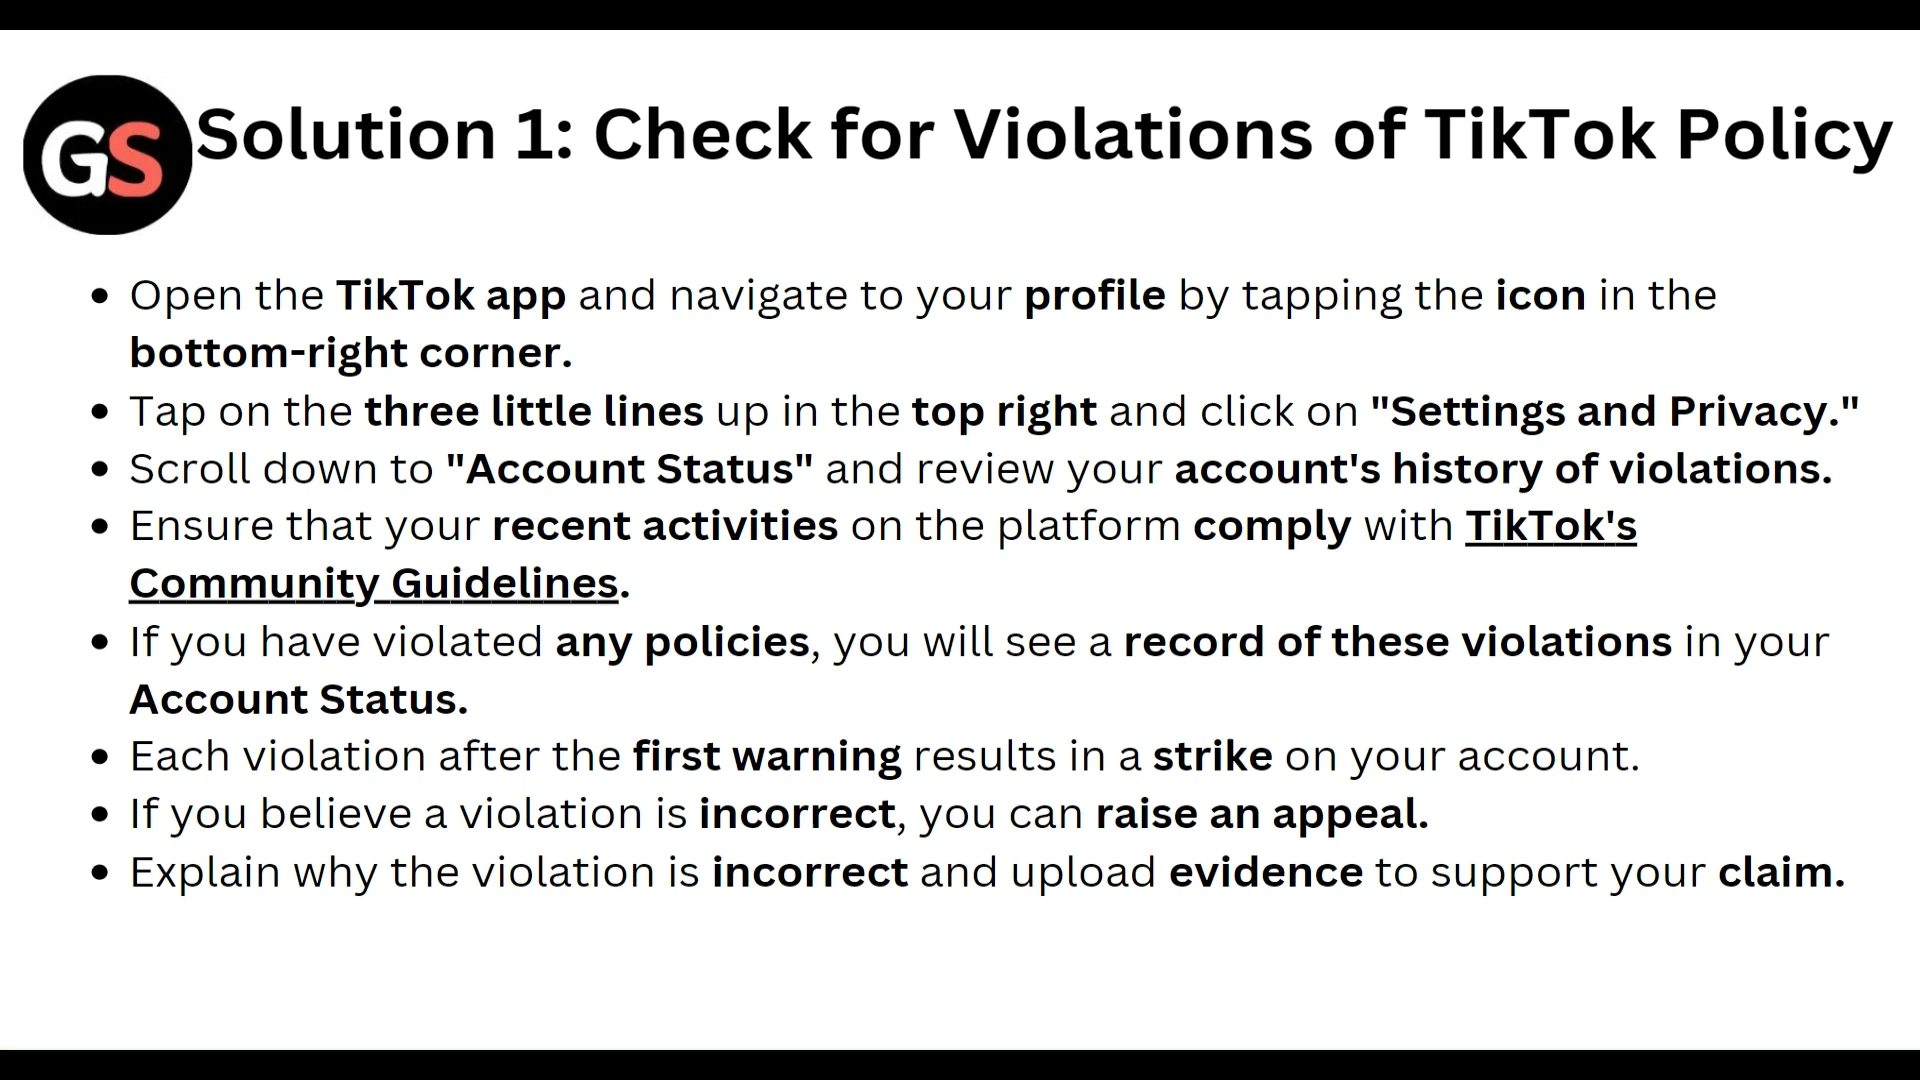 GS
Solution 1: Check for Violations of TikTok Policy
• Open the TikTok app and navigate to your profile by tapping the icon in the
bottom-right corner.
• Tap on the three little lines up in the top right and click on "Settings and Privacy."
• Scroll down to "Account Status" and review your account's history of violations.
• Ensure that your recent activities on the platform comply with TikTok's
Community Guidelines.
• If you have violated any policies, you will see a record of these violations in your
Account Status.
• Each violation after the first warning results in a strike on your account.
• If you believe a violation is incorrect, you can raise an appeal.
• Explain why the violation is incorrect and upload evidence to support your claim.